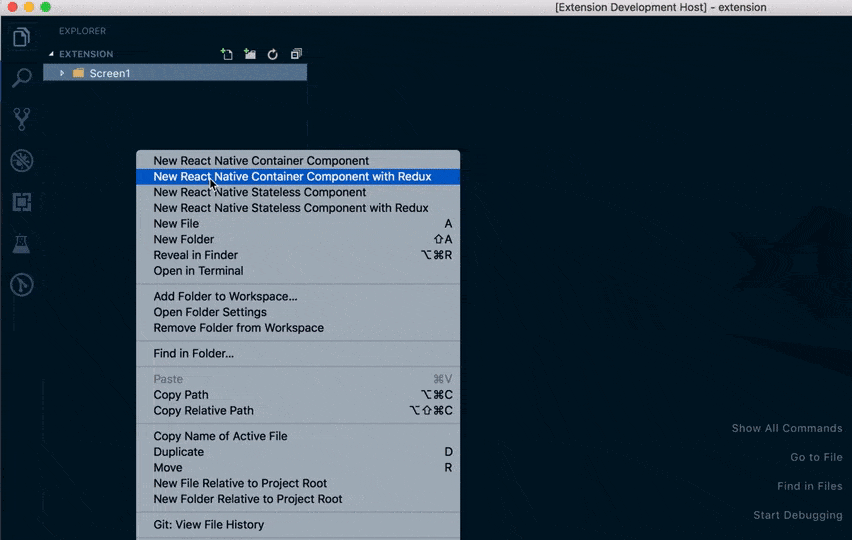 [Extension Development Host] - extension
EXPLORER
EXTENSION
Screen1
New React Native Container Component
New React Native Container Component with Redux
New React Native Stateless Component
New React Native Stateless Component with Redux
New File A
New Folder ⇧A
Reveal in Finder ⌥⌘R
Open in Terminal
Add Folder to Workspace...
Open Folder Settings
Remove Folder from Workspace
Find in Folder...
Paste ⌘V
Copy Path ⌥⌘C
Copy Relative Path ⌥⇧⌘C
Copy Name of Active File
Duplicate D
Move R
New File Relative to Project Root
New Folder Relative to Project Root
Git: View File History
Show All Commands
Go to File
Find in Files
Start Debugging